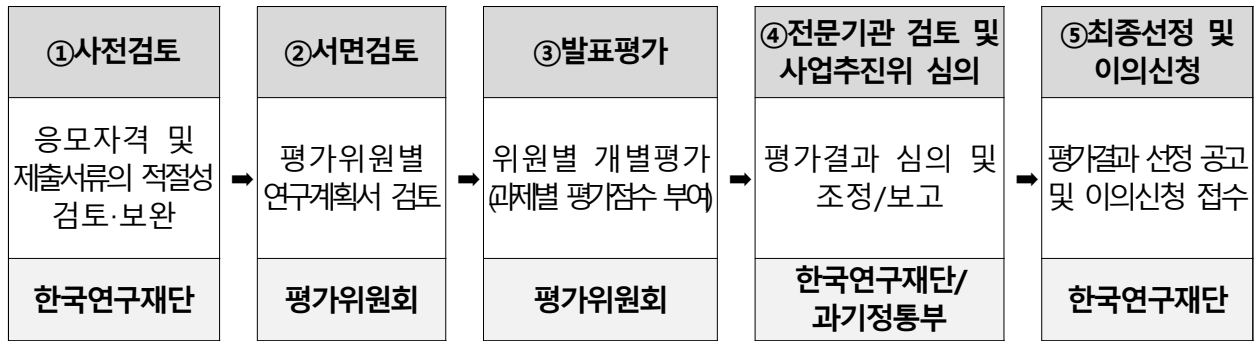 ①사전검토
응모자격 및
제출서류의 적절성
검토·보완
한국연구재단
➡
②서면검토
평가위원별
연구계획서 검토
평가위원회
➡
③발표평가
위원별 개별평가
(과제별 평가점수 부여)
평가위원회
➡
④전문기관 검토 및
사업추진위 심의
평가결과 심의 및
조정/보고
한국연구재단/
과기정통부
➡
⑤최종선정 및
이의신청
평가결과 선정 공고
및 이의신청 접수
한국연구재단